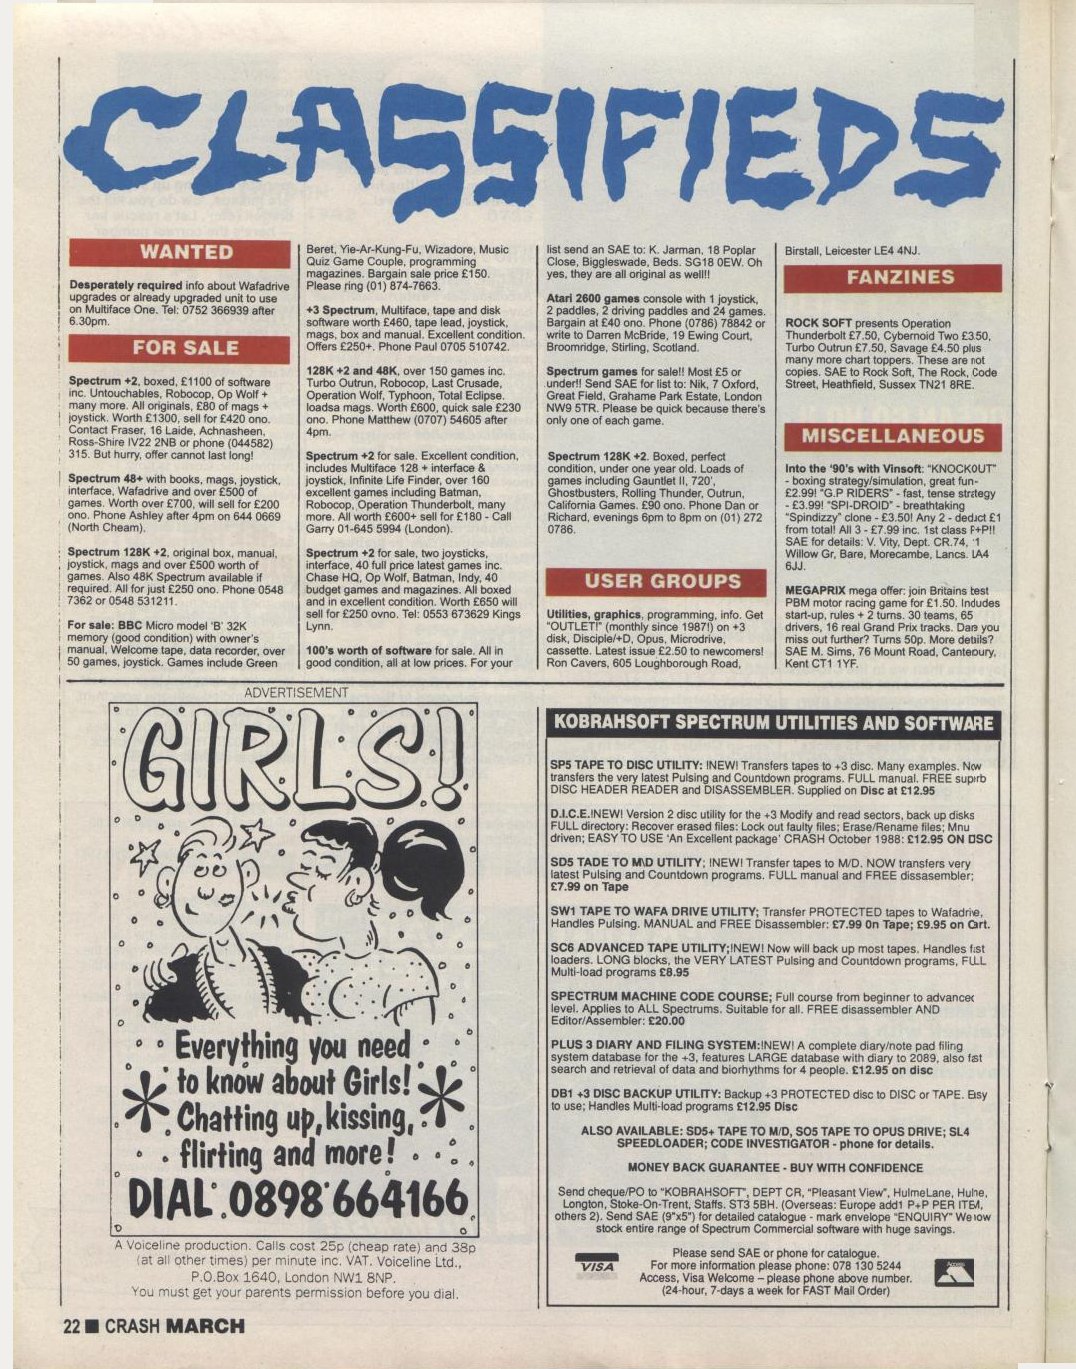 CLASSIFIEDS
WANTED
Desperately required info about Wafadrive
upgrades or already upgraded unit to use
on Multiface One. Tel: 0752 366939 after
6.30pm.
FOR SALE
Spectrum +2, boxed, £1100 of software
inc. Untouchables, Robocop, Op Wolf +
many more. All originals, £80 of mags +
joystick. Worth £1300, sell for £420 ono.
Contact Fraser, 16 Laide, Achnasheen,
Ross-Shire IV22 2NB or phone (044582)
315. But hurry, offer cannot last long!
Spectrum 48+ with books, mags, joystick,
interface, Wafadrive and over £500 of
games. Worth over £700, will sell for £200
ono. Phone Ashley after 4pm on 644 0669
(North Cheam).
Spectrum 128K +2, original box, manual,
joystick, mags and over £500 worth of
games. Also 48K Spectrum available if
required. All for just £250 ono. Phone 0548
7362 or 0548 531211.
For sale: BBC Micro model 'B' 32K
memory (good condition) with owner's
manual, Welcome tape, data recorder, over
50 games, joystick. Games include Green
Beret, Yie-Ar-Kung-Fu, Wizadore, Music
Quiz Game Couple, programming
magazines. Bargain sale price £150.
Please ring (01) 874-7663.
+3 Spectrum, Multiface, tape and disk
software worth £460, tape lead, joystick,
mags, box and manual. Excellent condition.
Offers £250+. Phone Paul 0705 510742.
128K +2 and 48K, over 150 games inc.
Turbo Outrun, Robocop, Last Crusade,
Operation Wolf, Typhoon, Total Eclipse.
loadsa mags. Worth £600, quick sale £230
ono. Phone Matthew (0707) 54605 after
4pm.
Spectrum +2 for sale. Excellent condition,
includes Multiface 128 + interface &
joystick, Infinite Life Finder, over 160
excellent games including Batman,
Robocop, Operation Thunderbolt, many
more. All worth £600+ sell for £180 - Call
Garry 01-645 5994 (London).
Spectrum +2 for sale, two joysticks,
interface, 40 full price latest games inc.
Chase HQ, Op Wolf, Batman, Indy, 40
budget games and magazines. All boxed
and in excellent condition. Worth £650 will
sell for £250 ovno. Tel: 0553 673629 Kings
Lynn.
100's worth of software for sale. All in
good condition, all at low prices. For your
list send an SAE to: K. Jarman, 18 Poplar
Close, Biggleswade, Beds. SG18 0EW. Oh
yes, they are all original as well!!
Atari 2600 games console with 1 joystick,
2 paddles, 2 driving paddles and 24 games.
Bargain at £40 ono. Phone (0786) 78842 or
write to Darren McBride, 19 Ewing Court,
Broomridge, Stirling, Scotland.
Spectrum games for sale!! Most £5 or
under!! Send SAE for list to: Nik, 7 Oxford,
Great Field, Grahame Park Estate, London
NW9 5TR. Please be quick because there's
only one of each game.
Spectrum 128K +2. Boxed, perfect
condition, under one year old. Loads of
games including Gauntlet II, 720',
Ghostbusters, Rolling Thunder, Outrun,
California Games. £90 ono. Phone Dan or
Richard, evenings 6pm to 8pm on (01) 272
0786.
USER GROUPS
Utilities, graphics, programming, info. Get
"OUTLET!" (monthly since 1987!) on +3
disk, Disciple/+D, Opus, Microdrive,
cassette. Latest issue £2.50 to newcomers!
Ron Cavers, 605 Loughborough Road,
Birstall, Leicester LE4 4NJ.
FANZINES
ROCK SOFT presents Operation
Thunderbolt £7.50, Cybernoid Two £3.50,
Turbo Outrun £7.50, Savage £4.50 plus
many more chart toppers. These are not
copies. SAE to Rock Soft, The Rock, Code
Street, Heathfield, Sussex TN21 8RE.
MISCELLANEOUS
Into the '90's with Vinsoft: "KNOCKOUT"
- boxing strategy/simulation, great fun-
£2.99! "G.P RIDERS" - fast, tense strategy
- £3.99! "SPI-DROID" - breathtaking
"Spindizzy" clone - £3.50! Any 2 - deduct £1
from total! All 3 - £7.99 inc. 1st class P+P!!
SAE for details: V. Vity, Dept. CR.74, 1
Willow Gr, Bare, Morecambe, Lancs. LA4
6JJ.
MEGAPRIX mega offer: join Britains test
PBM motor racing game for £1.50. Includes
start-up, rules + 2 turns. 30 teams, 65
drivers, 16 real Grand Prix tracks. Dare you
miss out further? Turns 50p. More details?
SAE M. Sims, 76 Mount Road, Canterbury,
Kent CT1 1YF.
ADVERTISEMENT
GIRLS!
Everything you need
to know about Girls!
Chatting up, kissing,
flirting and more!
DIAL: 0898 664166
A Voiceline production. Calls cost 25p (cheap rate) and 38p
(at all other times) per minute inc. VAT. Voiceline Ltd.,
P.O.Box 1640, London NW1 8NP.
You must get your parents permission before you dial.
KOBRAHSOFT SPECTRUM UTILITIES AND SOFTWARE
SP5 TAPE TO DISC UTILITY: !NEW! Transfers tapes to +3 disc. Many examples. Now
transfers the very latest Pulsing and Countdown programs. FULL manual. FREE suprb
DISC HEADER READER and DISASSEMBLER. Supplied on Disc at £12.95
D.I.C.E.!NEW! Version 2 disc utility for the +3 Modify and read sectors, back up disks
FULL directory: Recover erased files: Lock out faulty files; Erase/Rename files; Mnu
driven; EASY TO USE 'An Excellent package' CRASH October 1988: £12.95 ON DSC
SD5 TADE TO M\D UTILITY; !NEW! Transfer tapes to M/D. NOW transfers very
latest Pulsing and Countdown programs. FULL manual and FREE dissasembler;
£7.99 on Tape
SW1 TAPE TO WAFA DRIVE UTILITY; Transfer PROTECTED tapes to Wafadrive,
Handles Pulsing. MANUAL and FREE Disassembler: £7.99 0n Tape; £9.95 on Cart.
SC6 ADVANCED TAPE UTILITY;!NEW! Now will back up most tapes. Handles fast
loaders. LONG blocks, the VERY LATEST Pulsing and Countdown programs, FULL
Multi-load programs £8.95
SPECTRUM MACHINE CODE COURSE; Full course from beginner to advanced
level. Applies to ALL Spectrums. Suitable for all. FREE disassembler AND
Editor/Assembler: £20.00
PLUS 3 DIARY AND FILING SYSTEM:!NEW! A complete diary/note pad filing
system database for the +3, features LARGE database with diary to 2089, also fast
search and retrieval of data and biorhythms for 4 people. £12.95 on disc
DB1 +3 DISC BACKUP UTILITY: Backup +3 PROTECTED disc to DISC or TAPE. Easy
to use; Handles Multi-load programs £12.95 Disc
ALSO AVAILABLE: SD5+ TAPE TO M/D, SO5 TAPE TO OPUS DRIVE; SL4
SPEEDLOADER; CODE INVESTIGATOR - phone for details.
MONEY BACK GUARANTEE - BUY WITH CONFIDENCE
Send cheque/PO to "KOBRAHSOFT", DEPT CR, "Pleasant View", HulmeLane, Hulme,
Longton, Stoke-On-Trent, Staffs. ST3 5BH. (Overseas: Europe add1 P+P PER ITEM,
others 2). Send SAE (9"x5") for detailed catalogue - mark envelope "ENQUIRY" We now
stock entire range of Spectrum Commercial software with huge savings.
VISA
Please send SAE or phone for catalogue.
For more information please phone: 078 130 5244
Access, Visa Welcome – please phone above number.
(24-hour, 7-days a week for FAST Mail Order)
Access
22 ■ CRASH MARCH